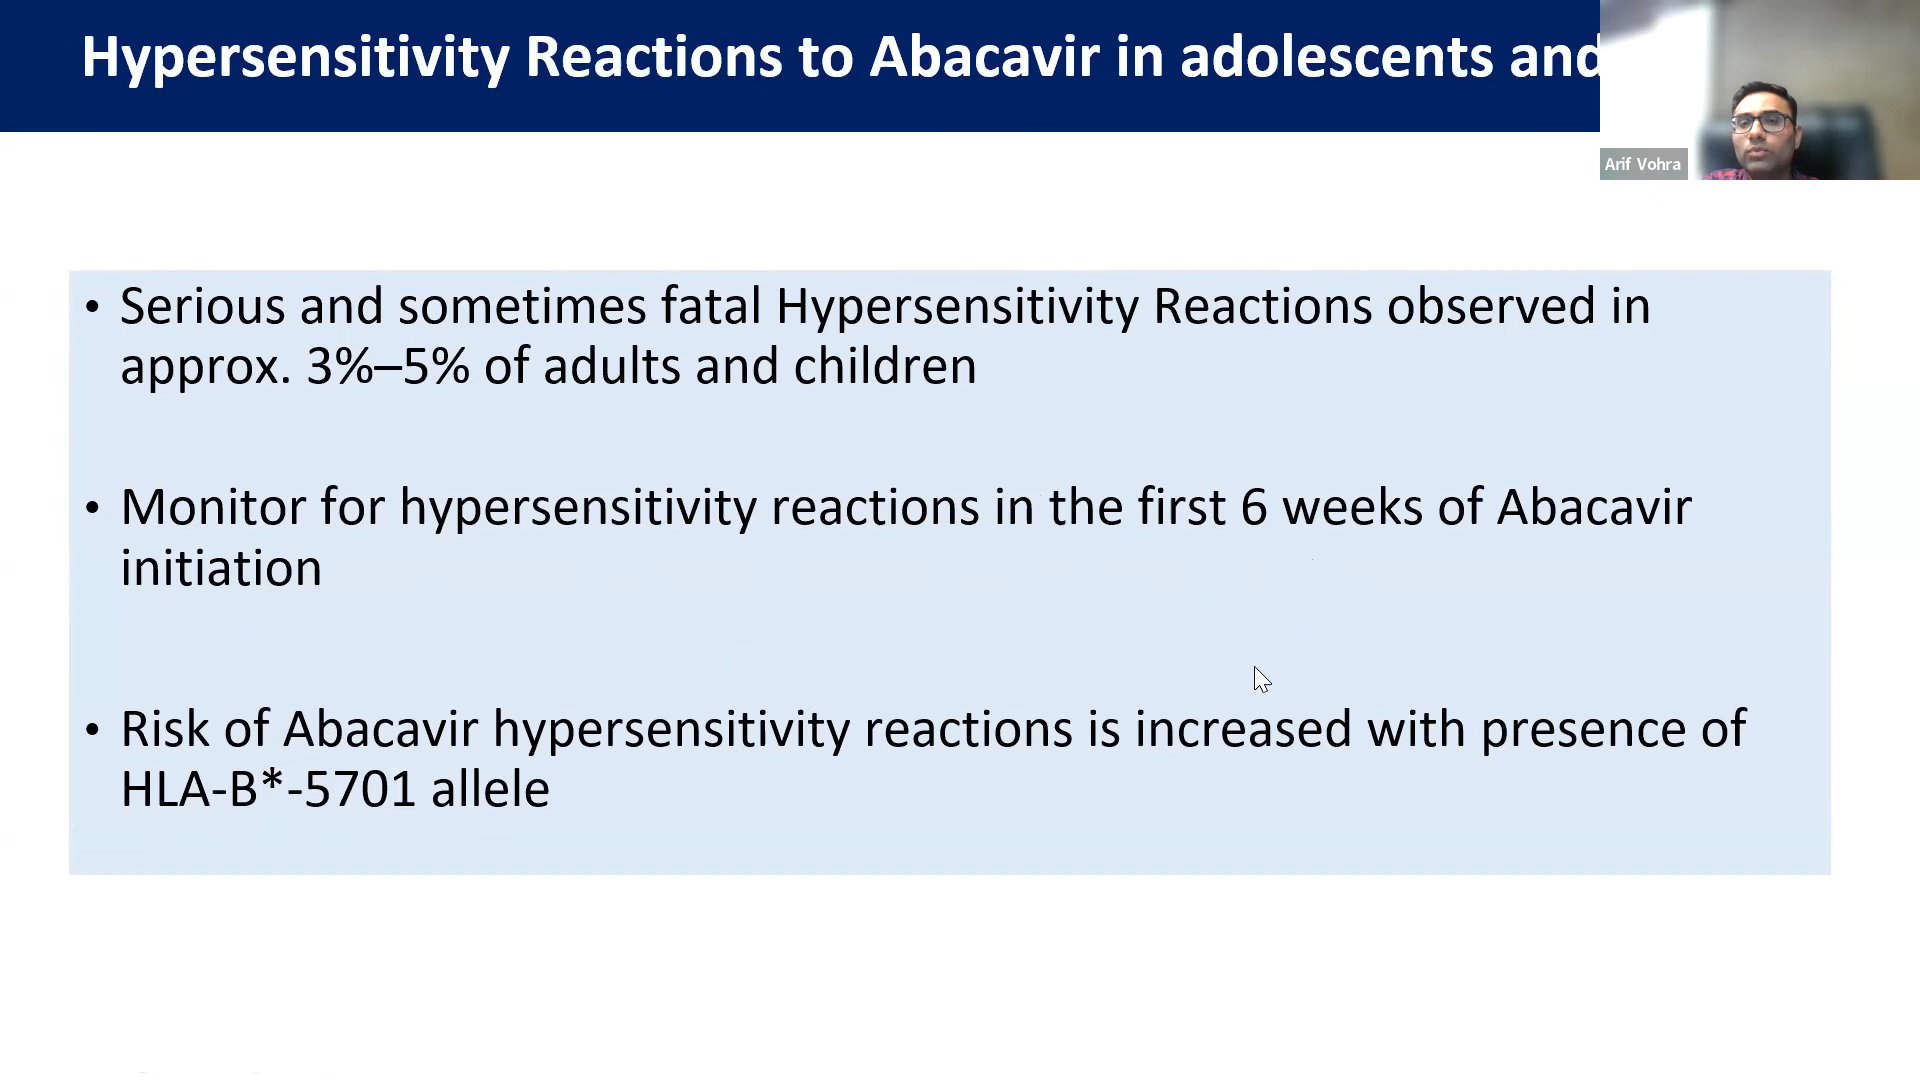 Hypersensitivity Reactions to Abacavir in adolescents and
Arif Vohra
• Serious and sometimes fatal Hypersensitivity Reactions observed in
approx. 3%–5% of adults and children
• Monitor for hypersensitivity reactions in the first 6 weeks of Abacavir
initiation
• Risk of Abacavir hypersensitivity reactions is increased with presence of
HLA-B*-5701 allele